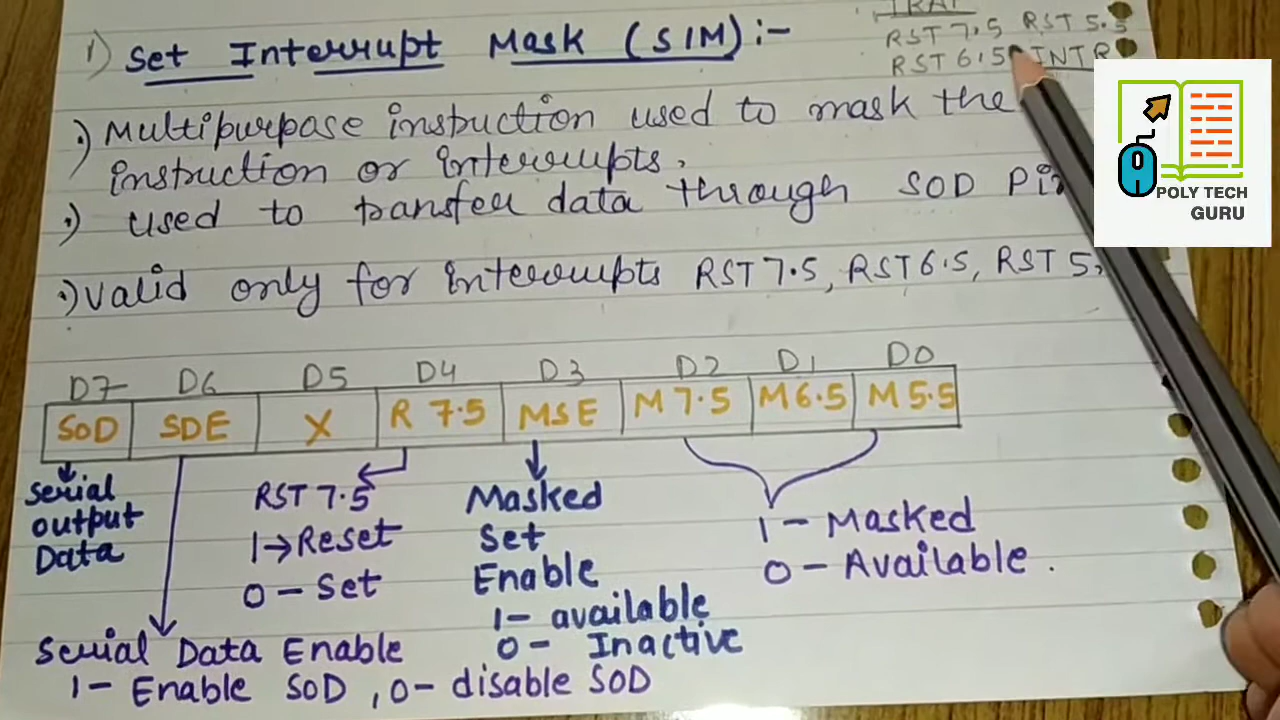 TRAP
RST 7.5 RST 5.5
RST 6.5 INTR
1) Set Interrupt Mask (SIM):-
•) Multipurpose instruction used to mask the
instruction or interrupts.
•) used to transfer data through SOD Pi
•) valid only for interrupts RST 7.5, RST 6.5, RST 5.
POLY TECH
GURU
D7 D6 D5 D4 D3 D2 D1 D0
SOD SDE X R 7.5 MSE M 7.5 M 6.5 M 5.5
Serial
output
Data
RST 7.5
1→Reset
0 - Set
Masked
Set
Enable
1- available
0- Inactive
1 - Masked
0 - Available.
Serial Data Enable
1- Enable SOD, 0- disable SOD